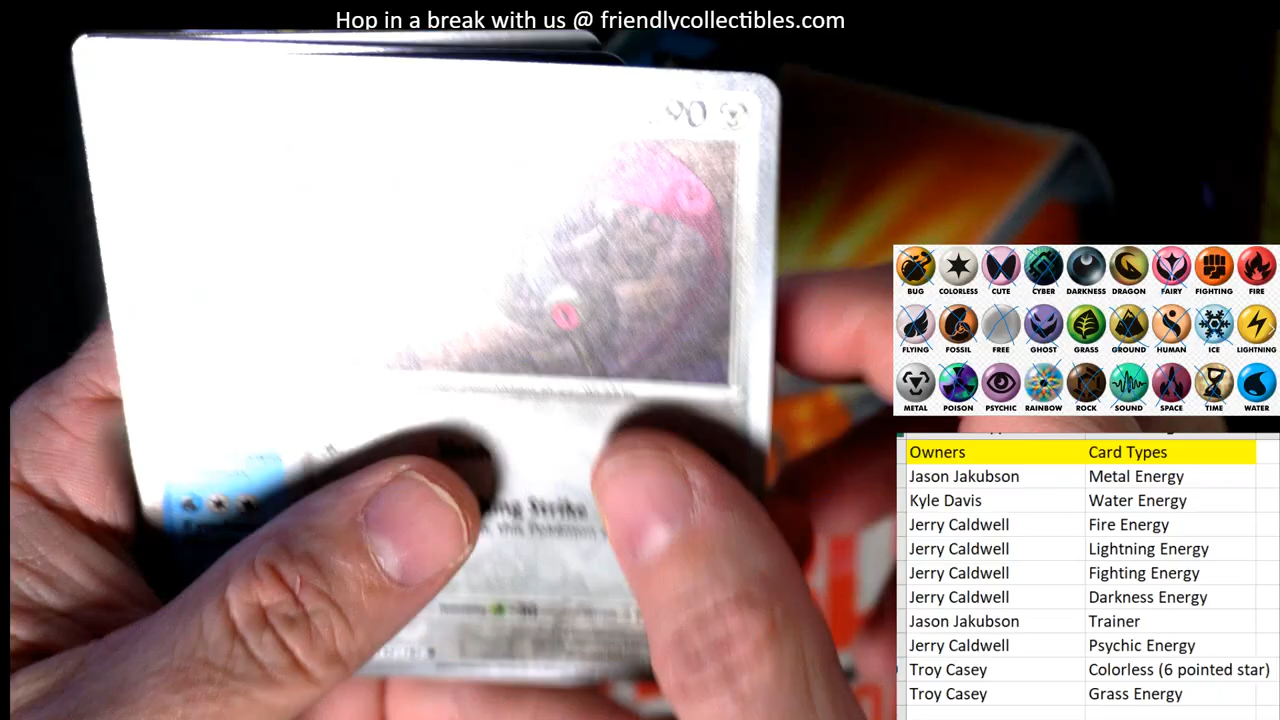 Hop in a break with us @ friendlycollectibles.com
90
BUG COLORLESS CUTE CYBER DARKNESS DRAGON FAIRY FIGHTING FIRE
FLYING FOSSIL FREE GHOST GRASS GROUND HUMAN ICE LIGHTNING
METAL POISON PSYCHIC RAINBOW ROCK SOUND SPACE TIME WATER
Owners Card Types
Jason Jakubson Metal Energy
Kyle Davis Water Energy
Jerry Caldwell Fire Energy
Jerry Caldwell Lightning Energy
Jerry Caldwell Fighting Energy
Jerry Caldwell Darkness Energy
Jason Jakubson Trainer
Jerry Caldwell Psychic Energy
Troy Casey Colorless (6 pointed star)
Troy Casey Grass Energy
Strike
this Pokémon